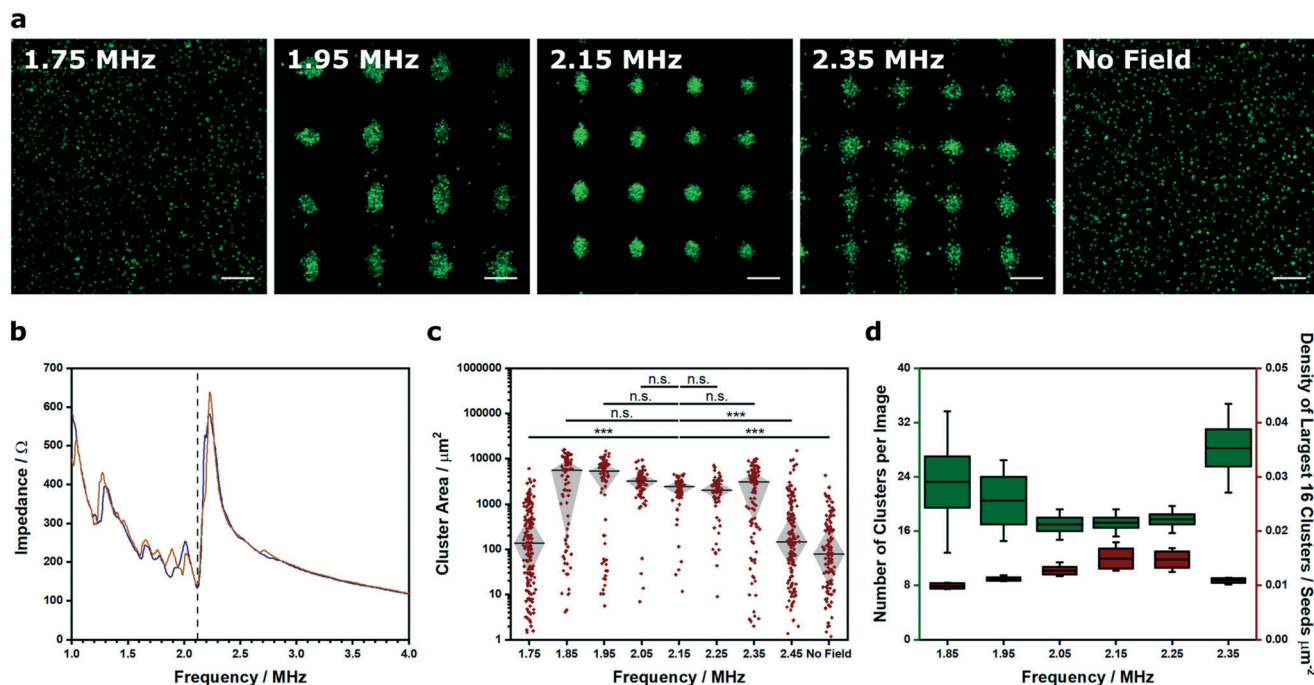 a
1.75 MHz
1.95 MHz
2.15 MHz
2.35 MHz
No Field
b
700
600
500
400
300
200
100
0
Impedance / Ω
1.0
1.5
2.0
2.5
3.0
3.5
4.0
Frequency / MHz
c
1000000
100000
10000
1000
100
10
1
Cluster Area / μm²
n.s.
n.s.
n.s.
n.s.
n.s.
***
***
***
1.75
1.85
1.95
2.05
2.15
2.25
2.35
2.45
No Field
Frequency / MHz
d
40
32
24
16
8
0
Number of Clusters per Image
0.05
0.04
0.03
0.02
0.01
0.00
Density of Largest 16 Clusters / Seeds μm⁻²
1.85
1.95
2.05
2.15
2.25
2.35
Frequency / MHz